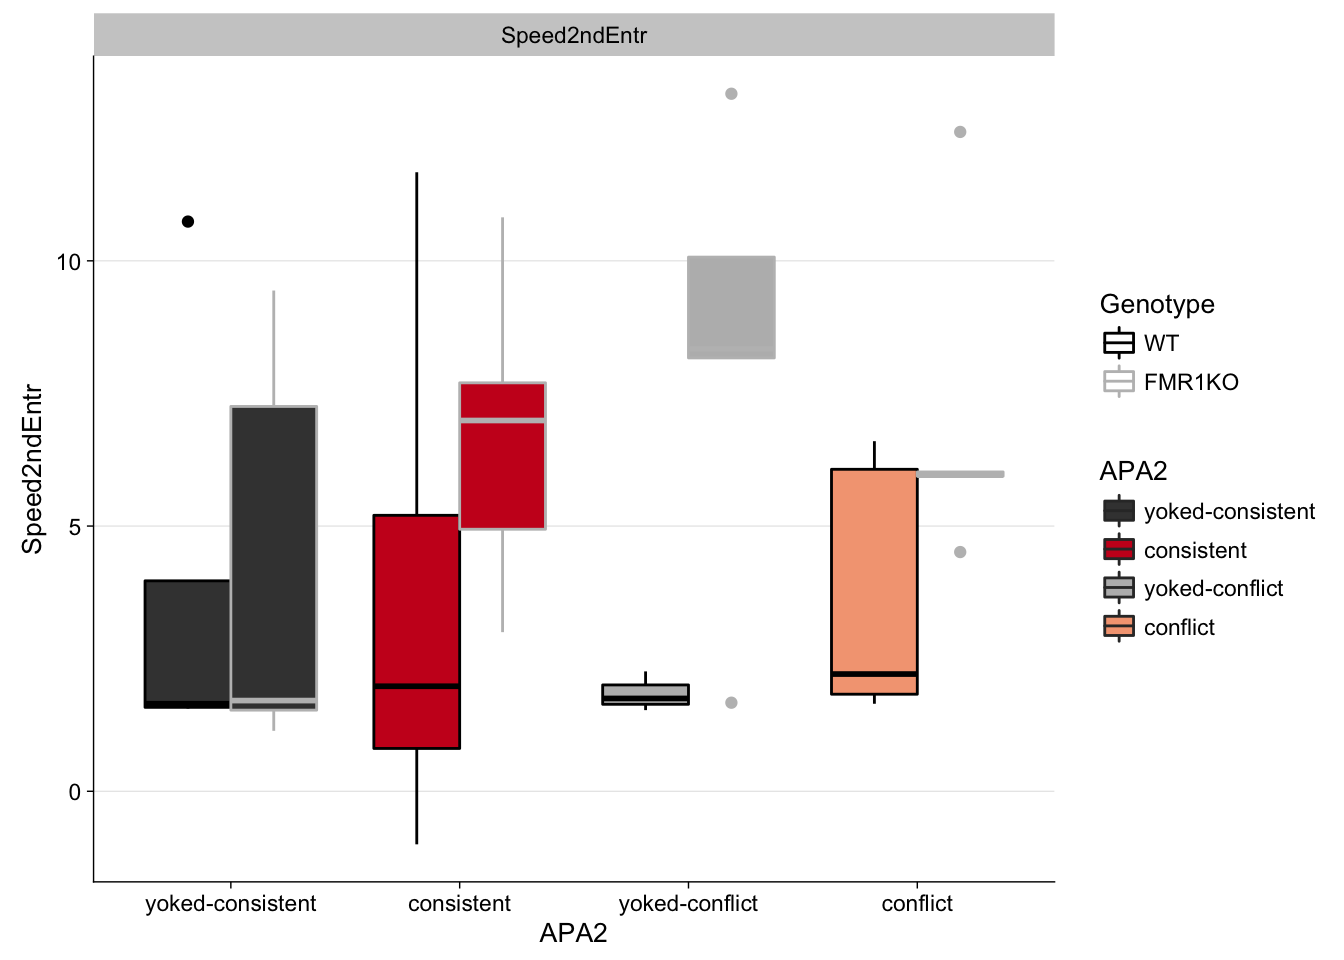 Speed2ndEntr
Speed2ndEntr
10
5
0
yoked-consistent
consistent
yoked-conflict
conflict
APA2
Genotype
WT
FMR1KO
APA2
yoked-consistent
consistent
yoked-conflict
conflict